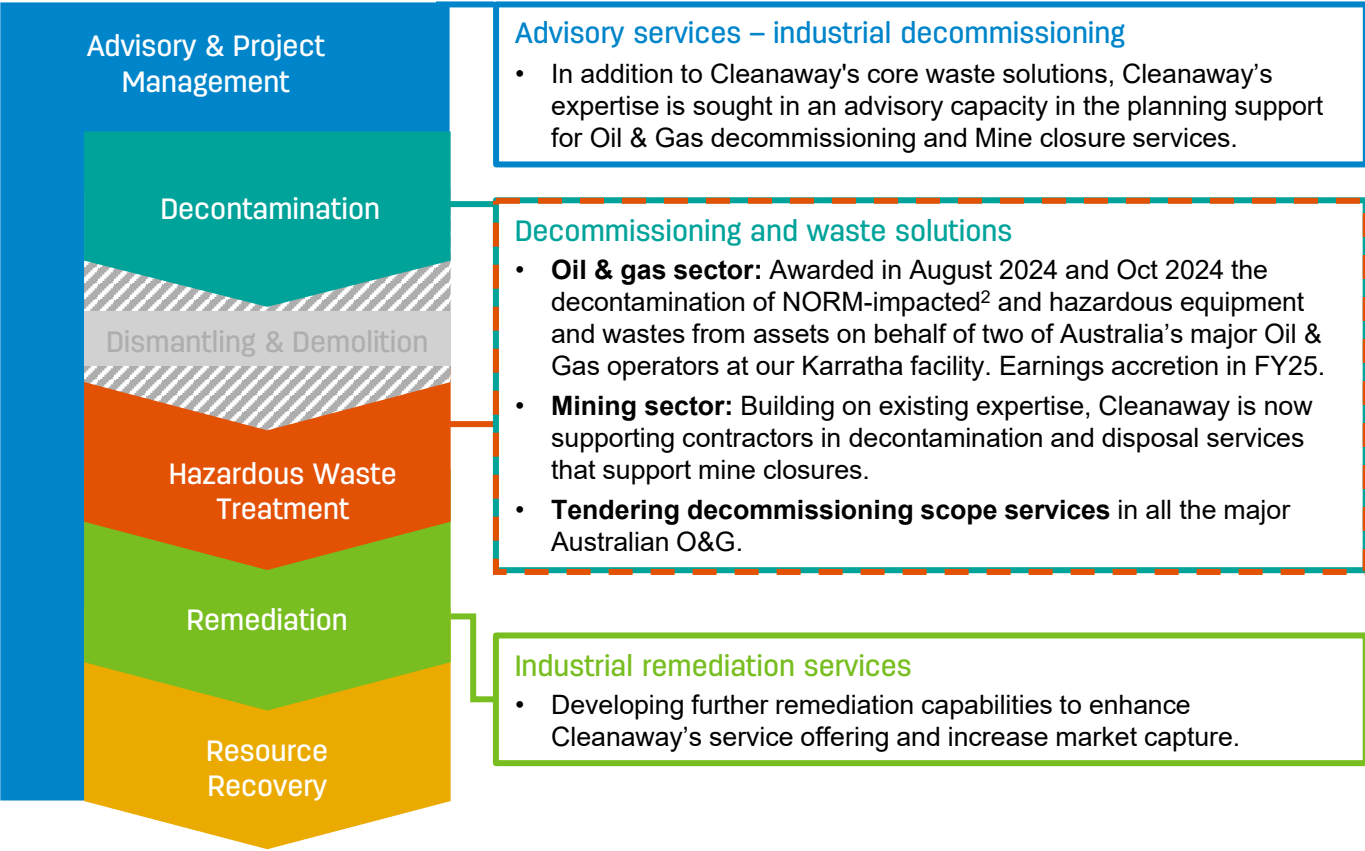 Advisory & Project
Management
Decontamination
Dismantling & Demolition
Hazardous Waste
Treatment
Remediation
Resource
Recovery
Advisory services – industrial decommissioning
• In addition to Cleanaway's core waste solutions, Cleanaway’s
expertise is sought in an advisory capacity in the planning support
for Oil & Gas decommissioning and Mine closure services.
Decommissioning and waste solutions
• Oil & gas sector: Awarded in August 2024 and Oct 2024 the
decontamination of NORM-impacted² and hazardous equipment
and wastes from assets on behalf of two of Australia’s major Oil &
Gas operators at our Karratha facility. Earnings accretion in FY25.
• Mining sector: Building on existing expertise, Cleanaway is now
supporting contractors in decontamination and disposal services
that support mine closures.
• Tendering decommissioning scope services in all the major
Australian O&G.
Industrial remediation services
• Developing further remediation capabilities to enhance
Cleanaway’s service offering and increase market capture.